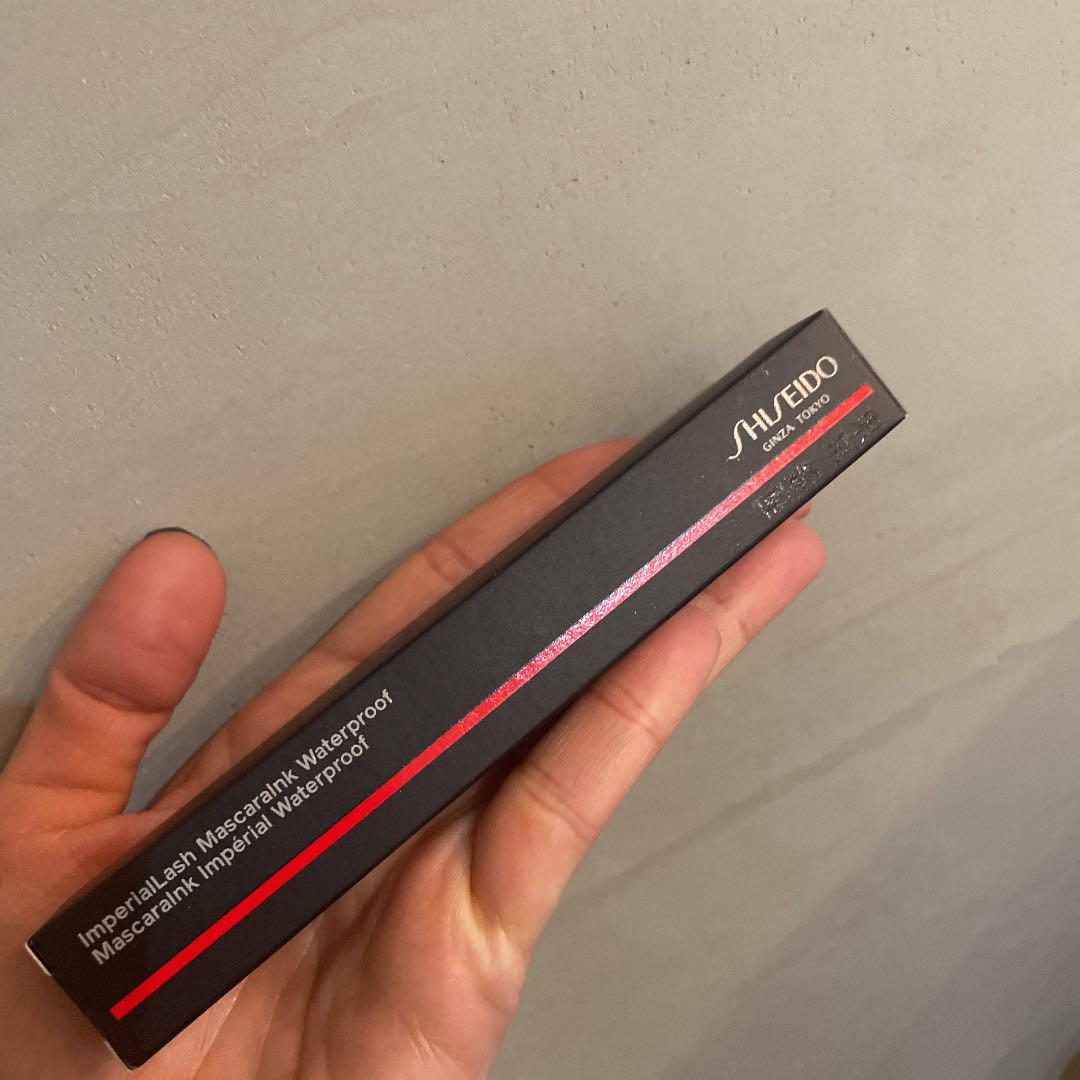 SHISEIDO
GINZA TOKYO
ImperialLash MascaraInk Waterproof
MascaraInk Impérial Waterproof